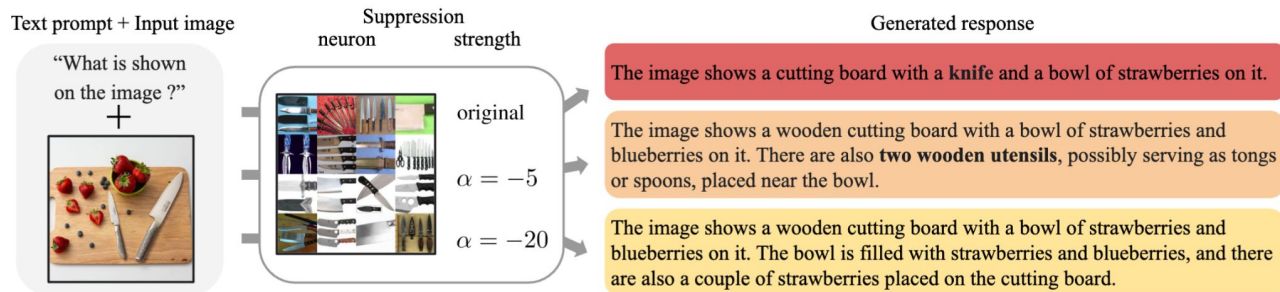 Text prompt + Input image
Suppression
neuron strength
Generated response
“What is shown
on the image ?”
+
original
α = −5
α = −20
The image shows a cutting board with a knife and a bowl of strawberries on it.
The image shows a wooden cutting board with a bowl of strawberries and
blueberries on it. There are also two wooden utensils, possibly serving as tongs
or spoons, placed near the bowl.
The image shows a wooden cutting board with a bowl of strawberries and
blueberries on it. The bowl is filled with strawberries and blueberries, and there
are also a couple of strawberries placed on the cutting board.